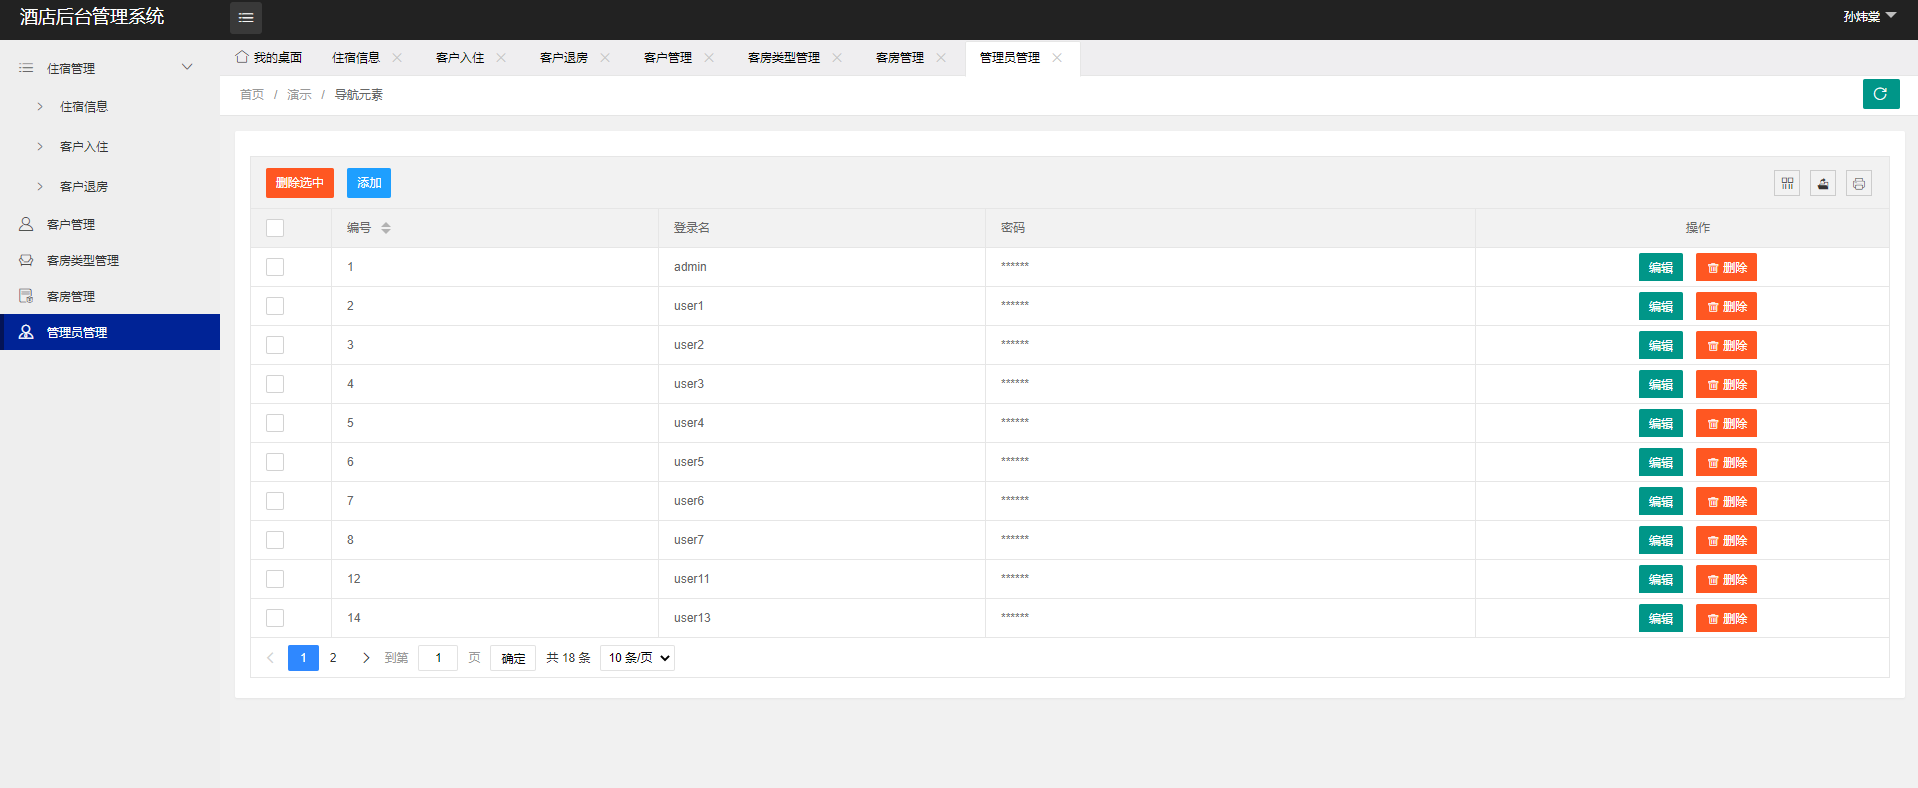 酒店后台管理系统
孙炜棠
住宿管理
住宿信息
客户入住
客户退房
客户管理
客房类型管理
客房管理
管理员管理
我的桌面 住宿信息 客户入住 客户退房 客户管理 客房类型管理 客房管理 管理员管理
首页 / 演示 / 导航元素
删除选中 添加
编号 登录名 密码 操作
1 admin ****** 编辑 删除
2 user1 ****** 编辑 删除
3 user2 ****** 编辑 删除
4 user3 ****** 编辑 删除
5 user4 ****** 编辑 删除
6 user5 ****** 编辑 删除
7 user6 ****** 编辑 删除
8 user7 ****** 编辑 删除
12 user11 ****** 编辑 删除
14 user13 ****** 编辑 删除
1 2 到第 1 页 确定 共 18 条 10 条/页